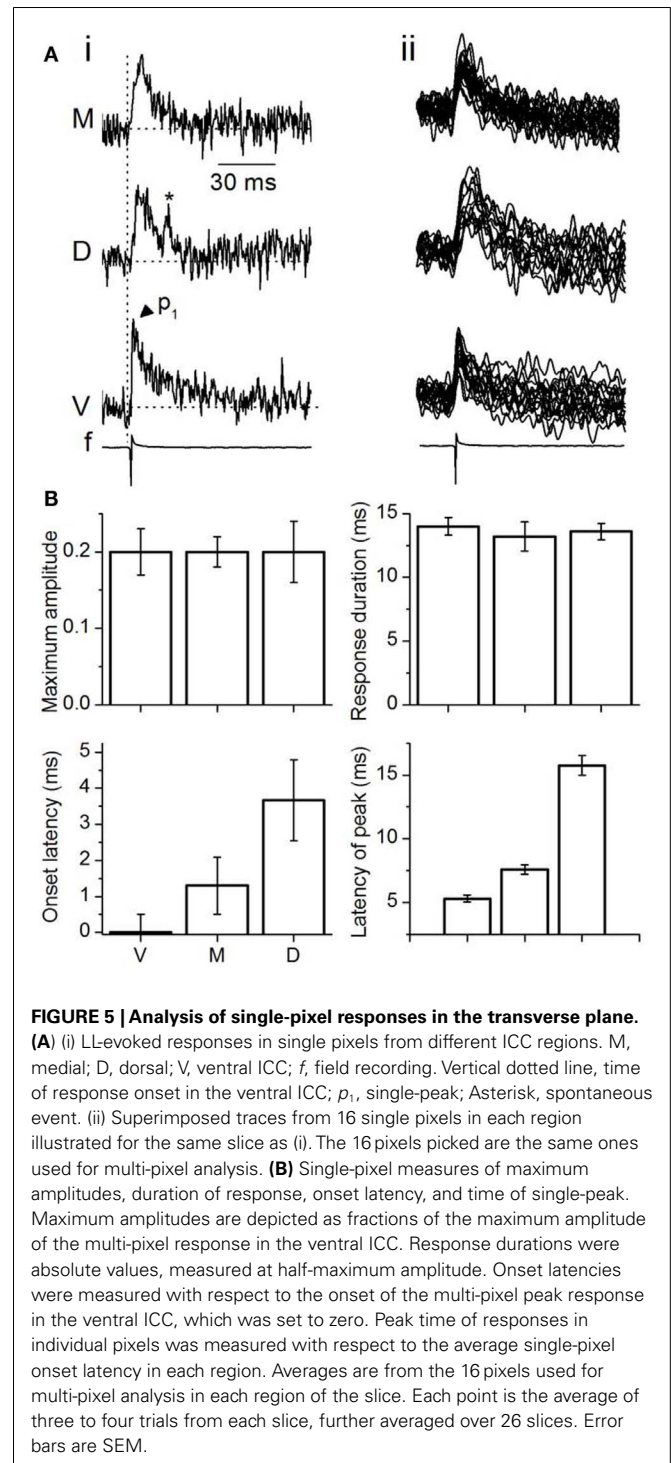 A i ii
M
30 ms
*
D
p1
V
f
B
Maximum amplitude
0.2
0.1
0.0
Response duration (ms)
15
10
5
0
Onset latency (ms)
5
4
3
2
1
0
V M D
Latency of peak (ms)
15
10
5
FIGURE 5 | Analysis of single-pixel responses in the transverse plane.
(A) (i) LL-evoked responses in single pixels from different ICC regions. M,
medial; D, dorsal; V, ventral ICC; f, field recording. Vertical dotted line, time
of response onset in the ventral ICC; p1, single-peak; Asterisk, spontaneous
event. (ii) Superimposed traces from 16 single pixels in each region
illustrated for the same slice as (i). The 16 pixels picked are the same ones
used for multi-pixel analysis. (B) Single-pixel measures of maximum
amplitudes, duration of response, onset latency, and time of single-peak.
Maximum amplitudes are depicted as fractions of the maximum amplitude
of the multi-pixel response in the ventral ICC. Response durations were
absolute values, measured at half-maximum amplitude. Onset latencies
were measured with respect to the onset of the multi-pixel peak response
in the ventral ICC, which was set to zero. Peak time of responses in
individual pixels was measured with respect to the average single-pixel
onset latency in each region. Averages are from the 16 pixels used for
multi-pixel analysis in each region of the slice. Each point is the average of
three to four trials from each slice, further averaged over 26 slices. Error
bars are SEM.